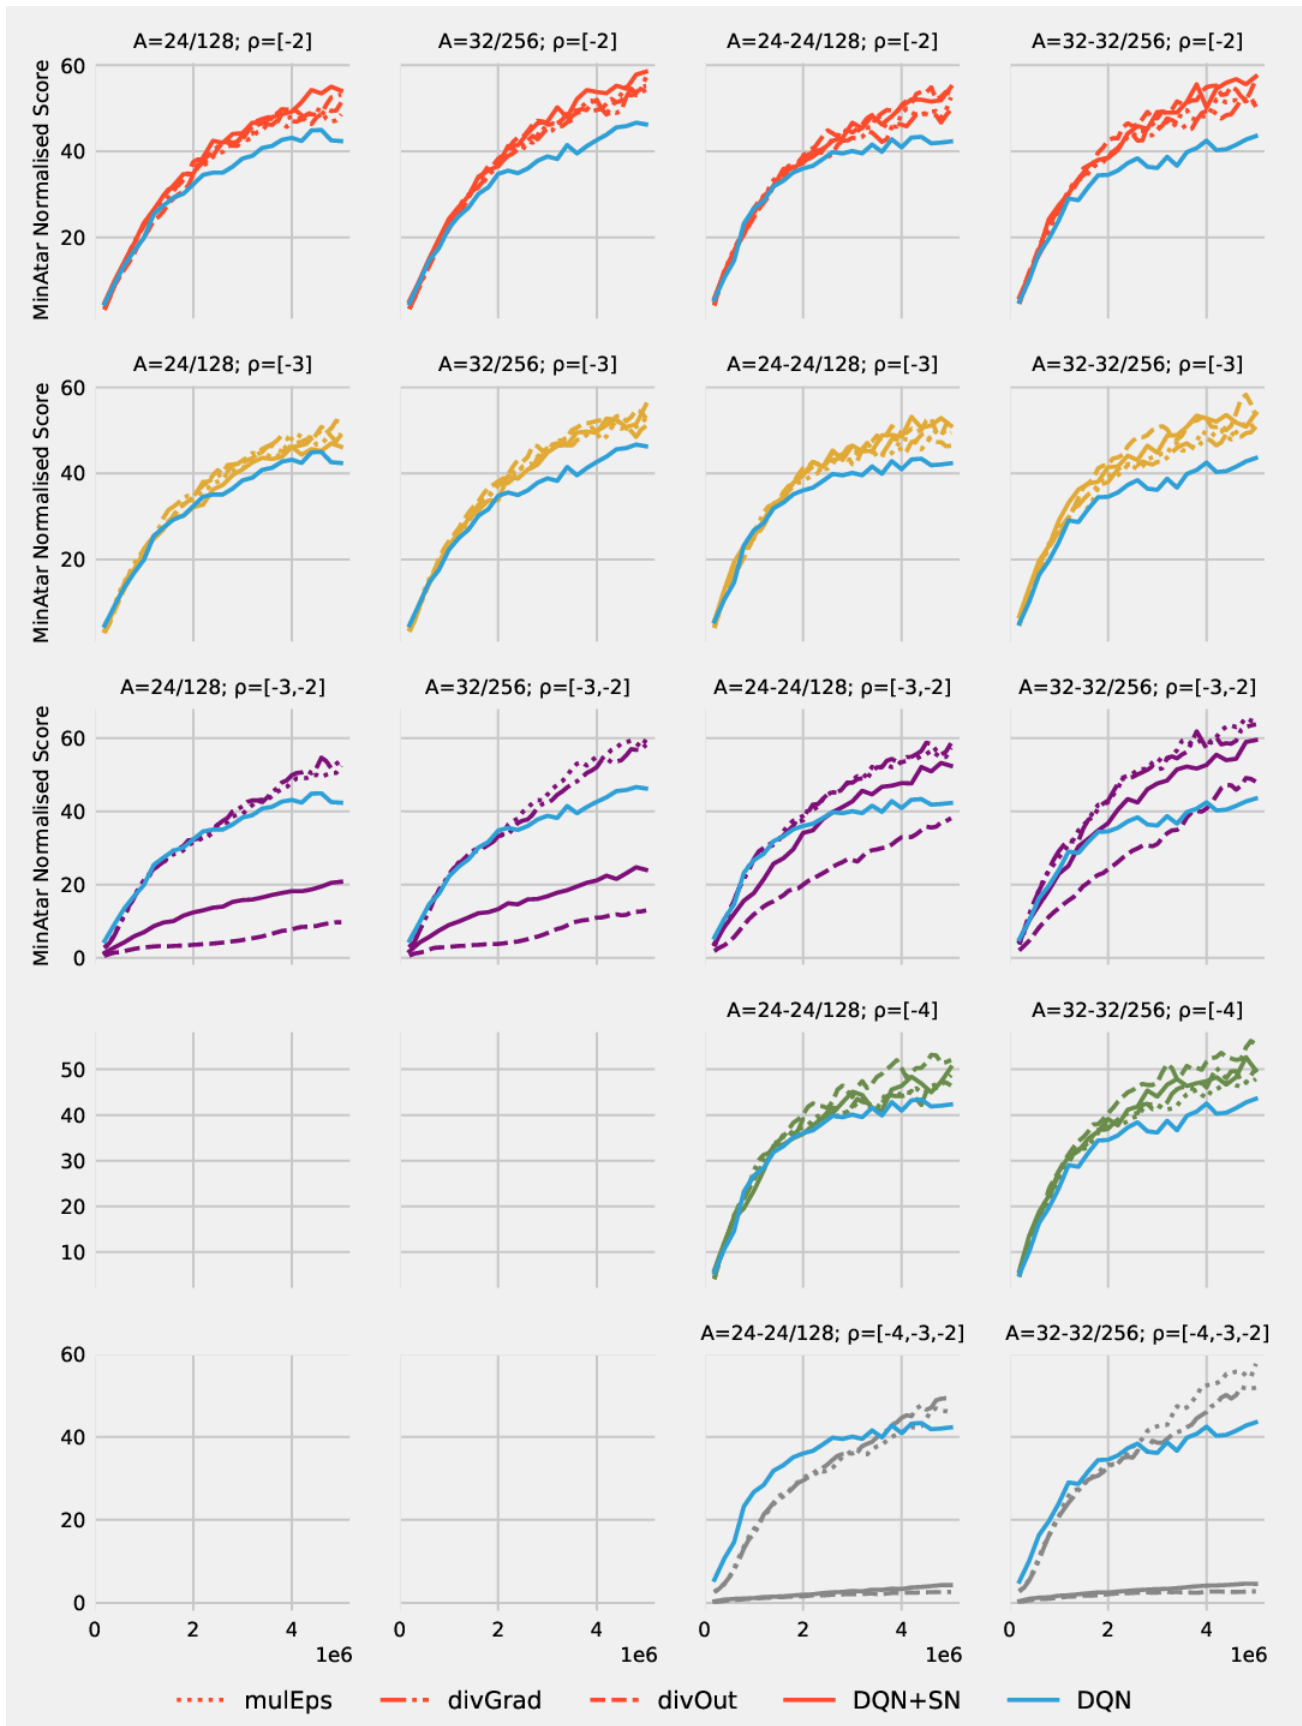 A=24/128; ρ=[-2] A=32/256; ρ=[-2] A=24-24/128; ρ=[-2] A=32-32/256; ρ=[-2]
MinAtar Normalised Score
60
40
20
A=24/128; ρ=[-3] A=32/256; ρ=[-3] A=24-24/128; ρ=[-3] A=32-32/256; ρ=[-3]
MinAtar Normalised Score
60
40
20
A=24/128; ρ=[-3,-2] A=32/256; ρ=[-3,-2] A=24-24/128; ρ=[-3,-2] A=32-32/256; ρ=[-3,-2]
MinAtar Normalised Score
60
40
20
0
A=24-24/128; ρ=[-4] A=32-32/256; ρ=[-4]
50
40
30
20
10
A=24-24/128; ρ=[-4,-3,-2] A=32-32/256; ρ=[-4,-3,-2]
60
40
20
0
0 2 4 0 2 4 0 2 4 0 2 4
1e6 1e6 1e6 1e6
mulEps divGrad divOut DQN+SN DQN